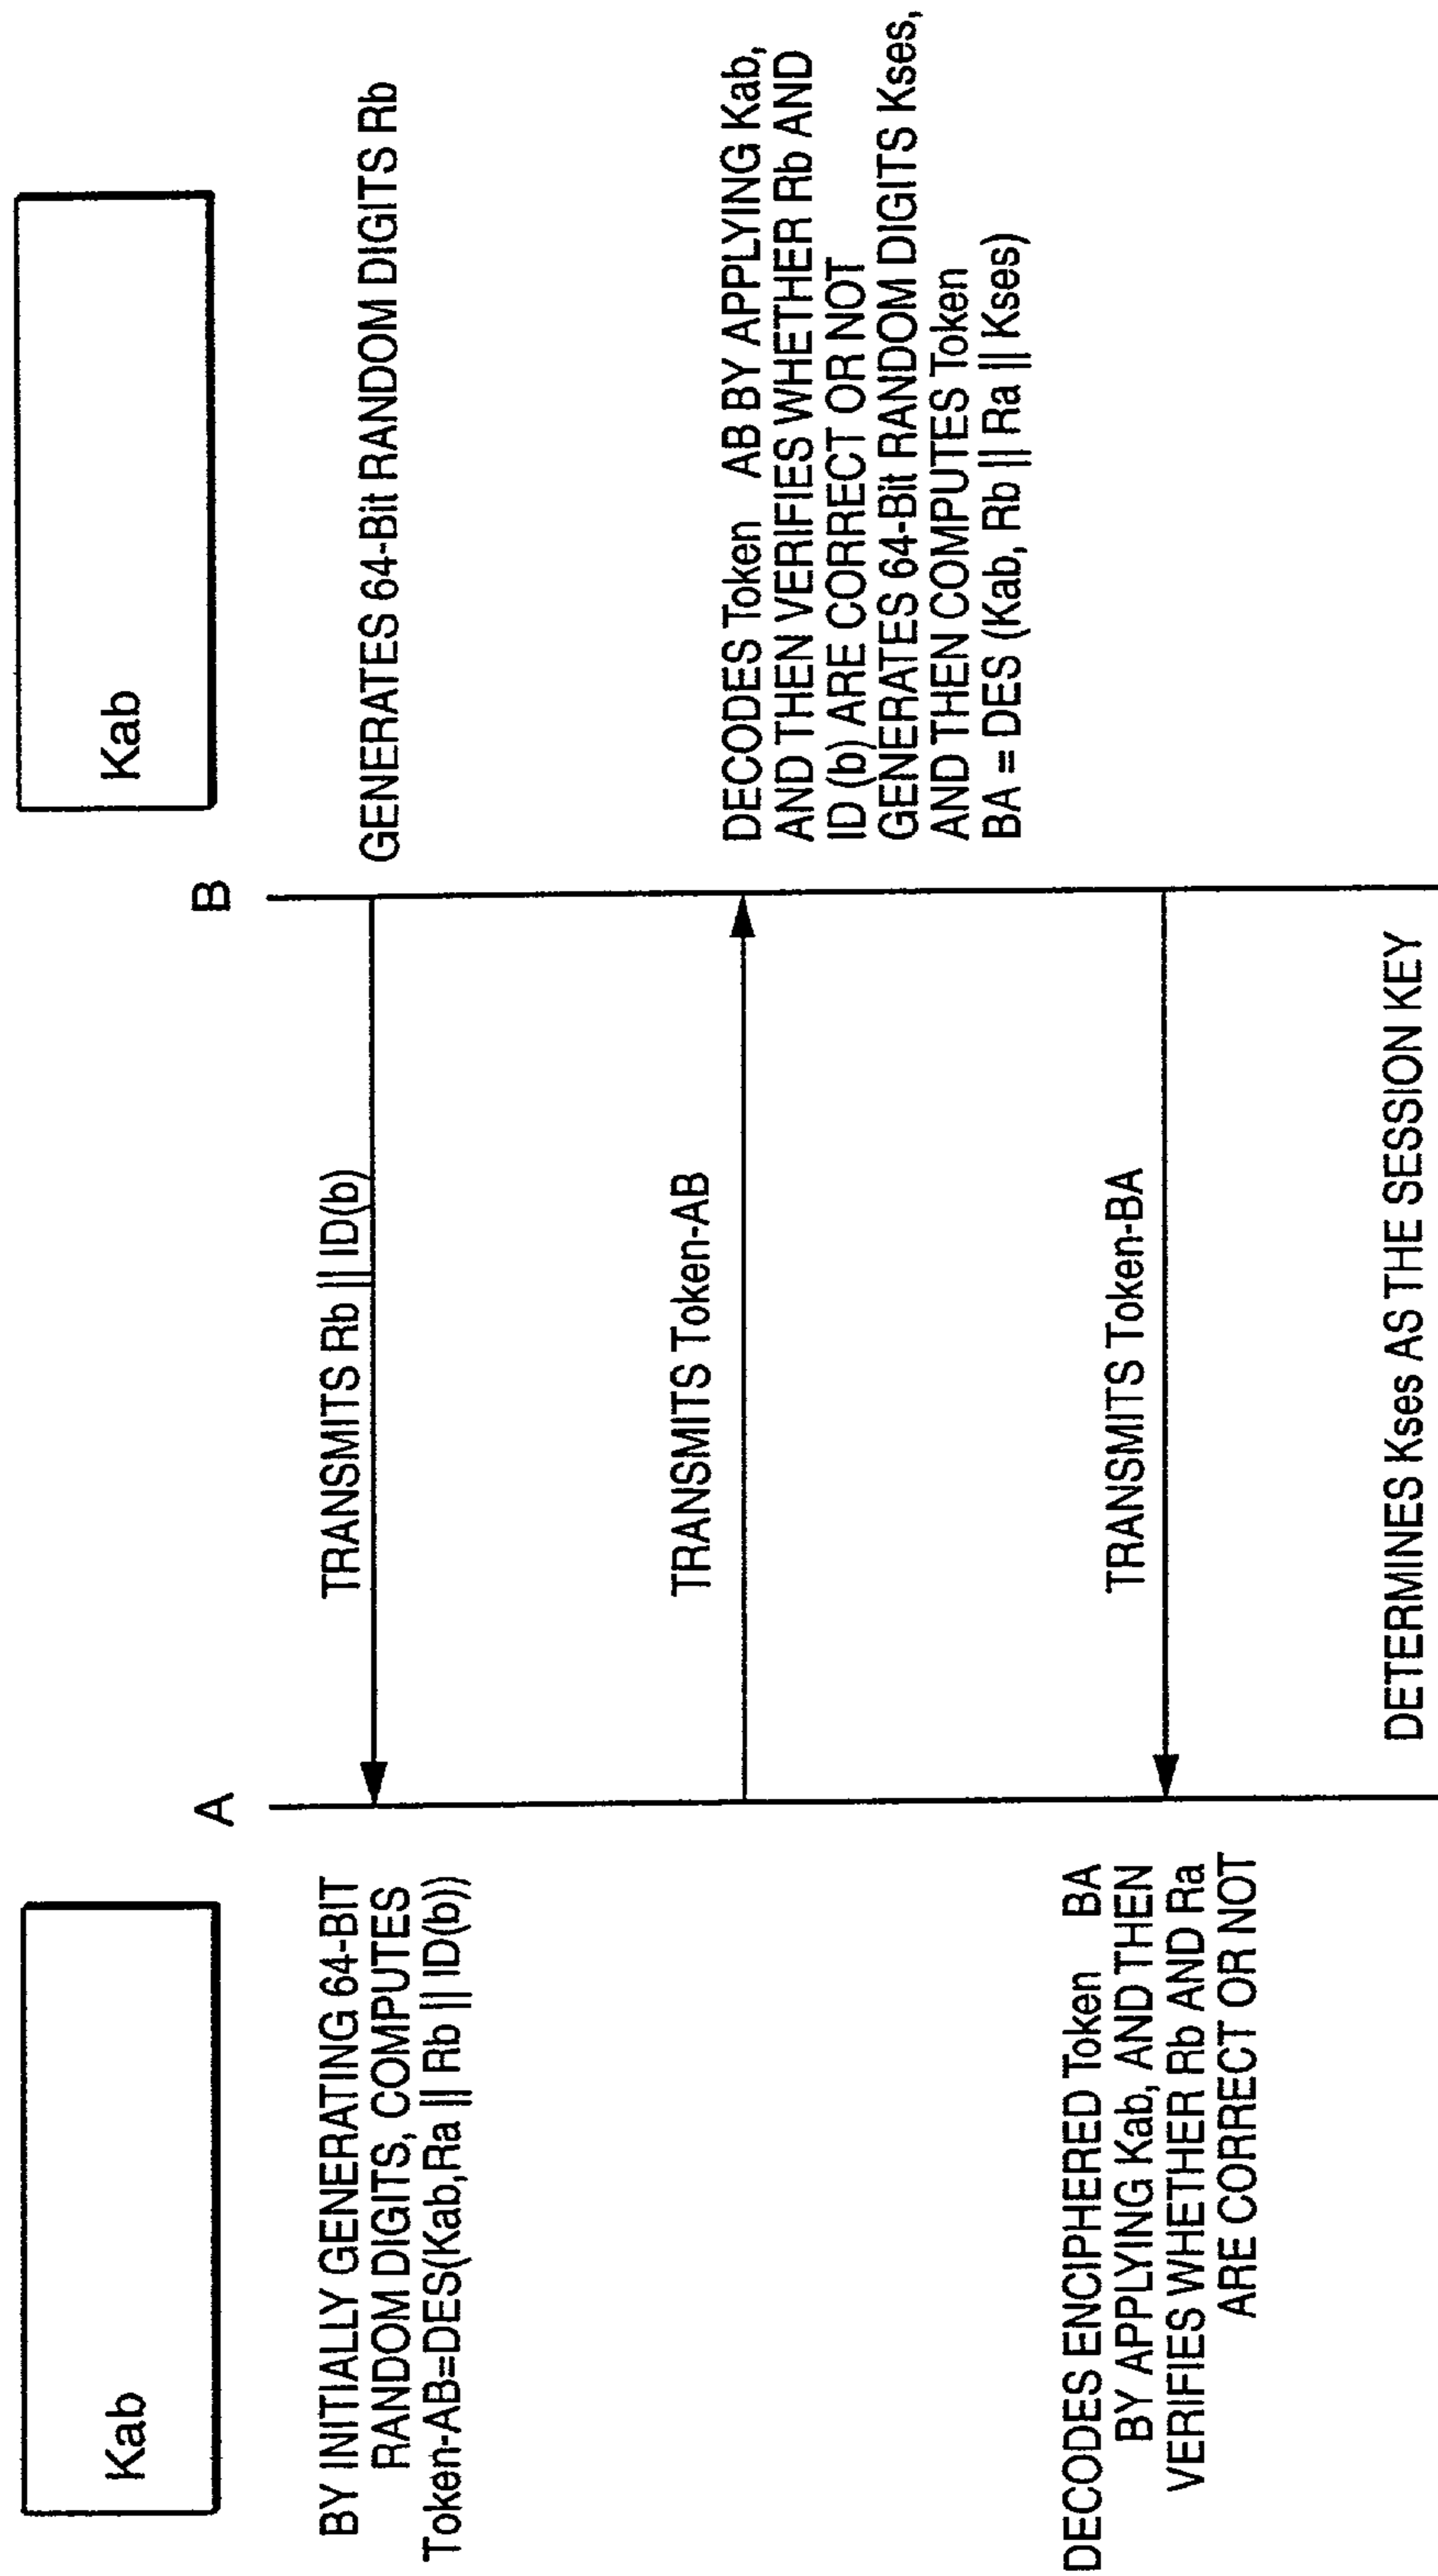 Kab
Kab
A
B
GENERATES 64-Bit RANDOM DIGITS Rb
TRANSMITS Rb || ID(b)
BY INITIALLY GENERATING 64-BIT
RANDOM DIGITS, COMPUTES
Token-AB=DES(Kab,Ra || Rb || ID(b))
TRANSMITS Token-AB
DECODES Token AB BY APPLYING Kab,
AND THEN VERIFIES WHETHER Rb AND
ID (b) ARE CORRECT OR NOT
GENERATES 64-Bit RANDOM DIGITS Kses,
AND THEN COMPUTES Token
BA = DES (Kab, Rb || Ra || Kses)
TRANSMITS Token-BA
DECODES ENCIPHERED Token BA
BY APPLYING Kab, AND THEN
VERIFIES WHETHER Rb AND Ra
ARE CORRECT OR NOT
DETERMINES Kses AS THE SESSION KEY